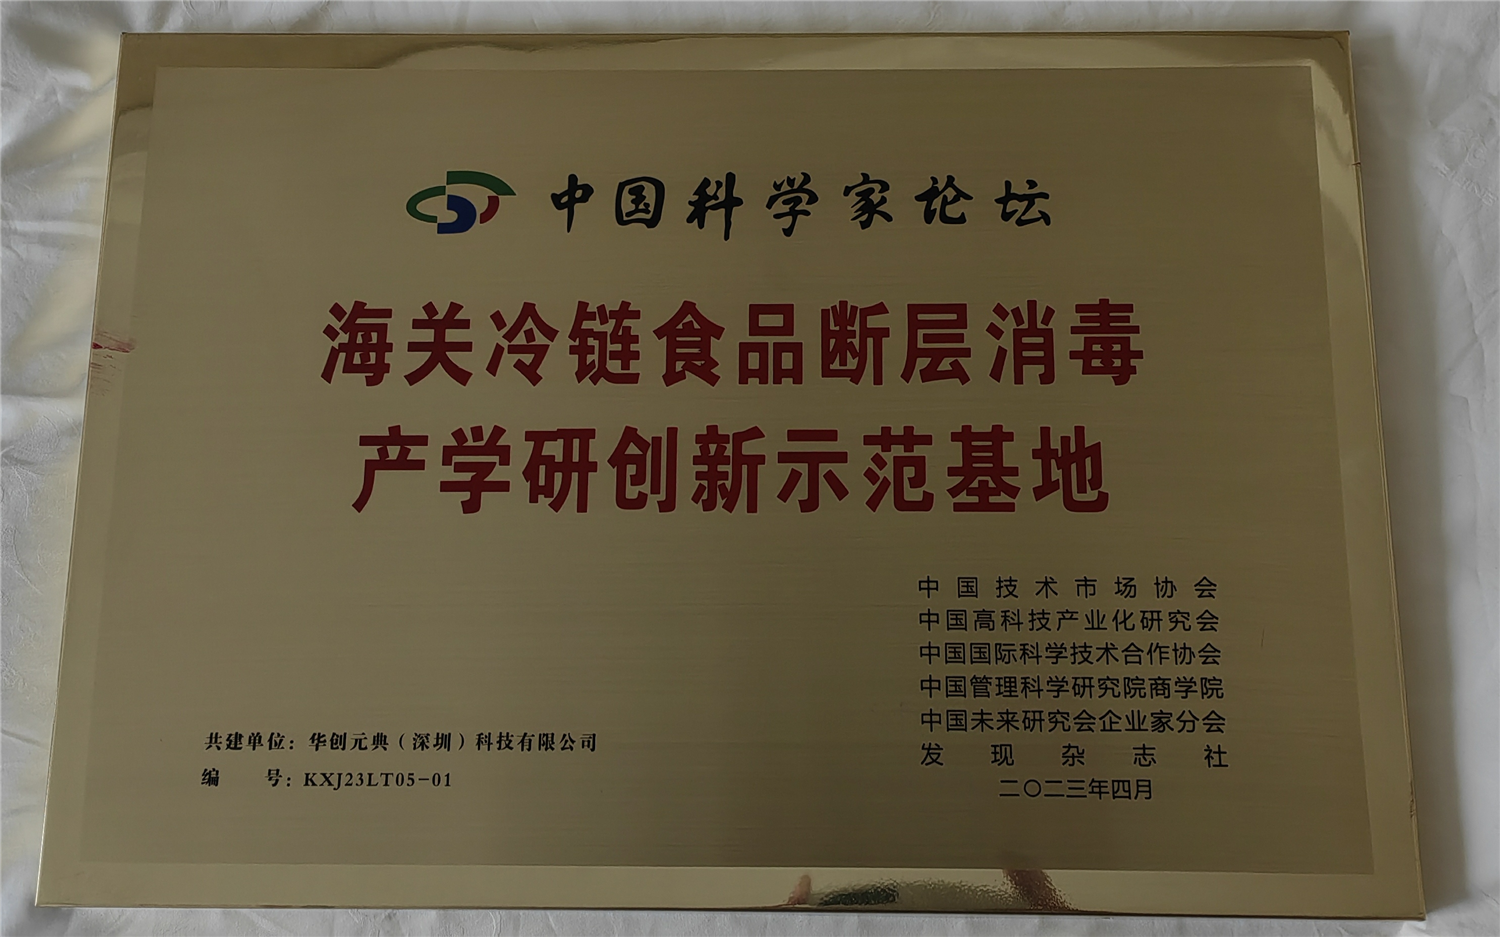 中国科学家论坛
海关冷链食品断层消毒
产学研创新示范基地
中国技术市场协会
中国高科技产业化研究会
中国国际科学技术合作协会
中国管理科学研究院商学院
中国未来研究会企业家分会
发现杂志社
二〇二三年四月
共建单位：华创元典（深圳）科技有限公司
编 号：KXJ23LT05-01